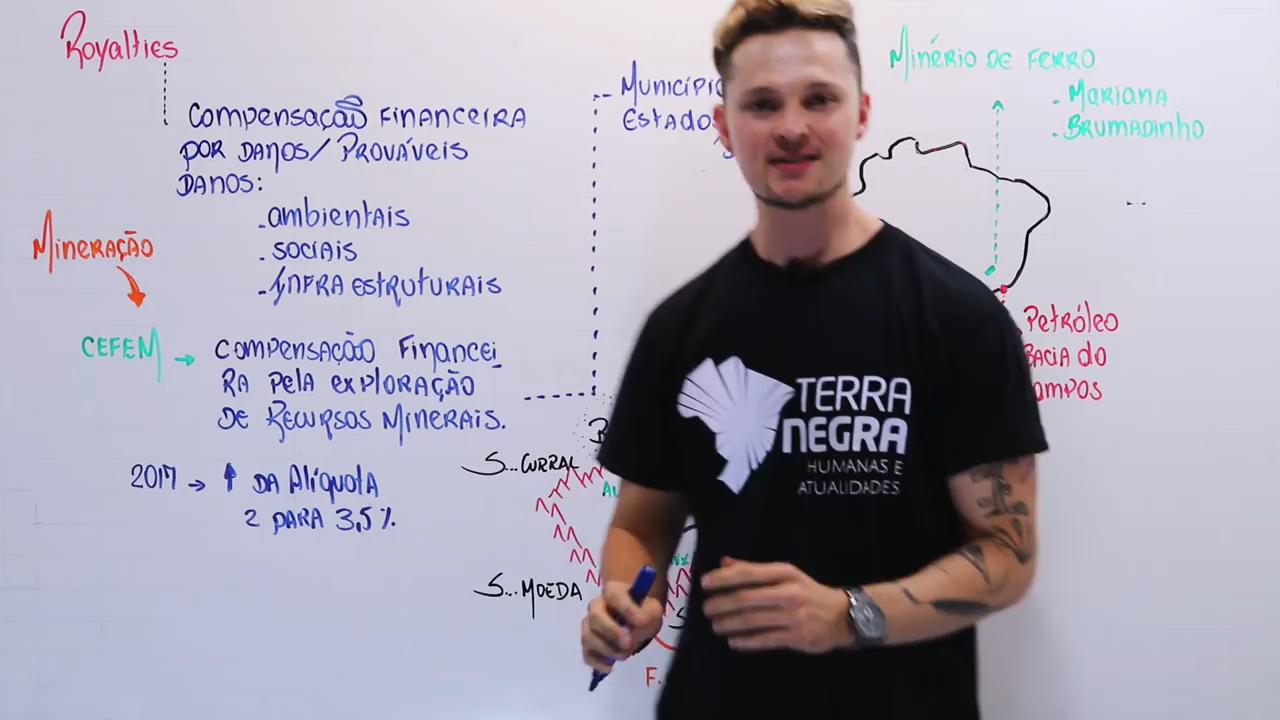 Royalties
Compensação Financeira
por danos/ prováveis
danos:
.ambientais
. sociais
. Infra estruturais
Mineração
CEFEM →
Compensação Financei_
ra pela exploração
de Recursos Minerais.
2017 → ↑ da Alíquota
2 para 3,5 %.
Minério de Ferro
. Mariana
. Brumadinho
Petróleo
S... Curral
S... Moeda
TERRA
NEGRA
HUMANAS E
ATUALIDADES